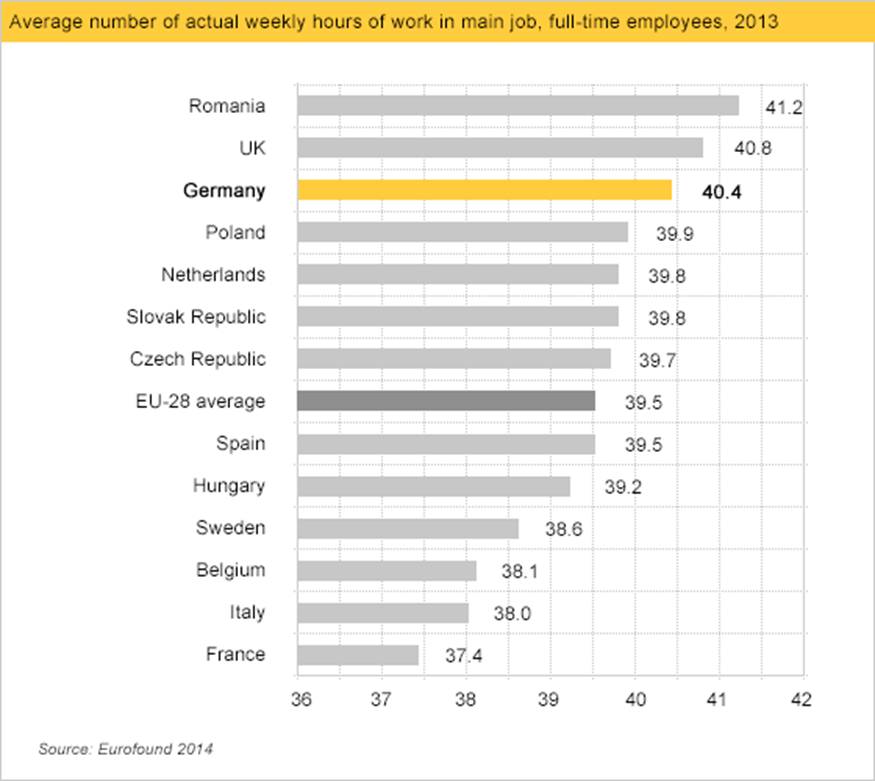 Average number of actual weekly hours of work in main job, full-time employees, 2013
Romania 41.2
UK 40.8
Germany 40.4
Poland 39.9
Netherlands 39.8
Slovak Republic 39.8
Czech Republic 39.7
EU-28 average 39.5
Spain 39.5
Hungary 39.2
Sweden 38.6
Belgium 38.1
Italy 38.0
France 37.4
36 37 38 39 40 41 42
Source: Eurofound 2014